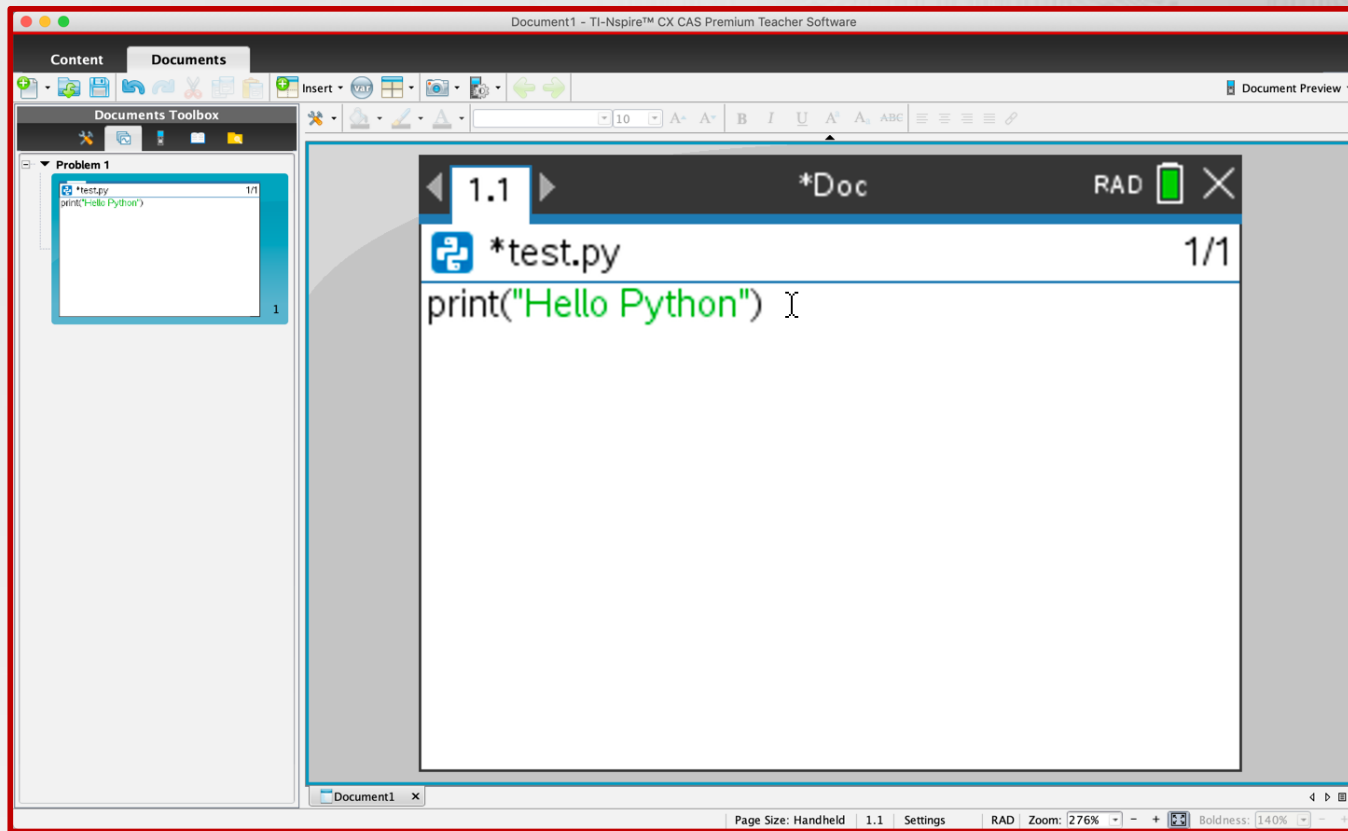 Document1 - TI-Nspire™ CX CAS Premium Teacher Software
Content Documents
Insert var Document Preview
Documents Toolbox
10 A A B I U A A ABC
Problem 1
*test.py 1/1
print("Hello Python")
1
1.1 *Doc RAD
*test.py 1/1
print("Hello Python")
Document1
Page Size: Handheld 1.1 Settings RAD Zoom: 276% - + Boldness: 140% - +